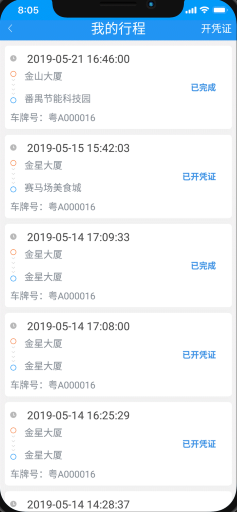 8:05
我的行程
开凭证
2019-05-21 16:46:00
金山大厦
已完成
番禺节能科技园
车牌号：粤A000016
2019-05-15 15:42:03
金星大厦
已开凭证
赛马场美食城
车牌号：粤A000016
2019-05-14 17:09:33
金星大厦
已完成
金星大厦
车牌号：粤A000016
2019-05-14 17:08:00
金星大厦
已开凭证
金星大厦
车牌号：粤A000016
2019-05-14 16:25:29
金星大厦
已开凭证
金星大厦
车牌号：粤A000016
2019-05-14 14:28:37